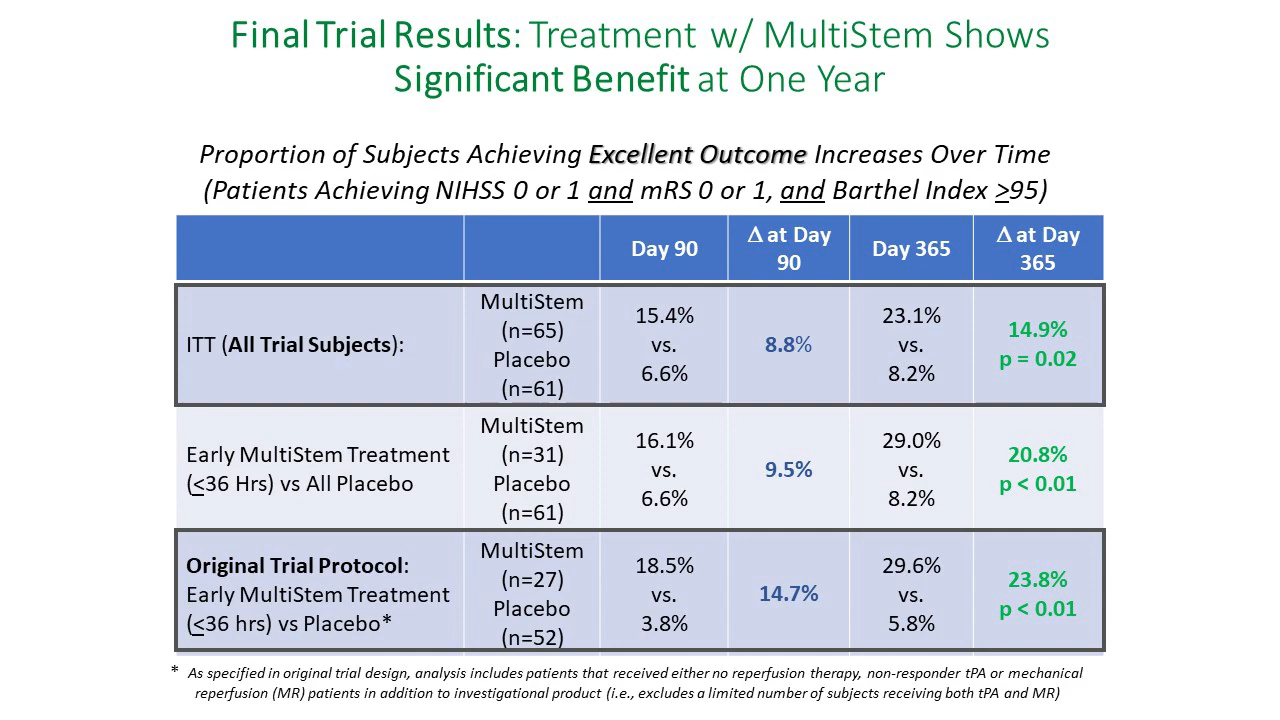 Final Trial Results: Treatment w/ MultiStem Shows
Significant Benefit at One Year
Proportion of Subjects Achieving Excellent Outcome Increases Over Time
(Patients Achieving NIHSS 0 or 1 and mRS 0 or 1, and Barthel Index ≥95)
Day 90
Δ at Day
90
Day 365
Δ at Day
365
ITT (All Trial Subjects):
MultiStem
(n=65)
Placebo
(n=61)
15.4%
vs.
6.6%
8.8%
23.1%
vs.
8.2%
14.9%
p = 0.02
Early MultiStem Treatment
(≤36 Hrs) vs All Placebo
MultiStem
(n=31)
Placebo
(n=61)
16.1%
vs.
6.6%
9.5%
29.0%
vs.
8.2%
20.8%
p < 0.01
Original Trial Protocol:
Early MultiStem Treatment
(≤36 hrs) vs Placebo*
MultiStem
(n=27)
Placebo
(n=52)
18.5%
vs.
3.8%
14.7%
29.6%
vs.
5.8%
23.8%
p < 0.01
* As specified in original trial design, analysis includes patients that received either no reperfusion therapy, non-responder tPA or mechanical
reperfusion (MR) patients in addition to investigational product (i.e., excludes a limited number of subjects receiving both tPA and MR)